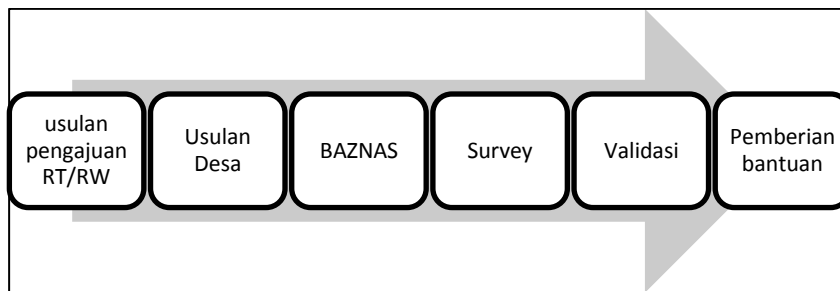 usulan
pengajuan
RT/RW
Usulan
Desa
BAZNAS
Survey
Validasi
Pemberian
bantuan